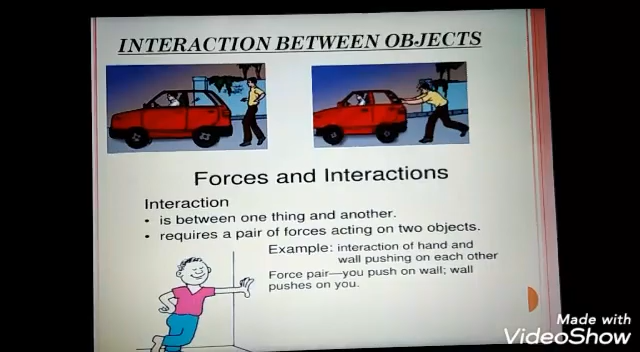 INTERACTION BETWEEN OBJECTS
Forces and Interactions
Interaction
• is between one thing and another.
• requires a pair of forces acting on two objects.
Example: interaction of hand and
wall pushing on each other
Force pair—you push on wall; wall
pushes on you.
Made with
VideoShow